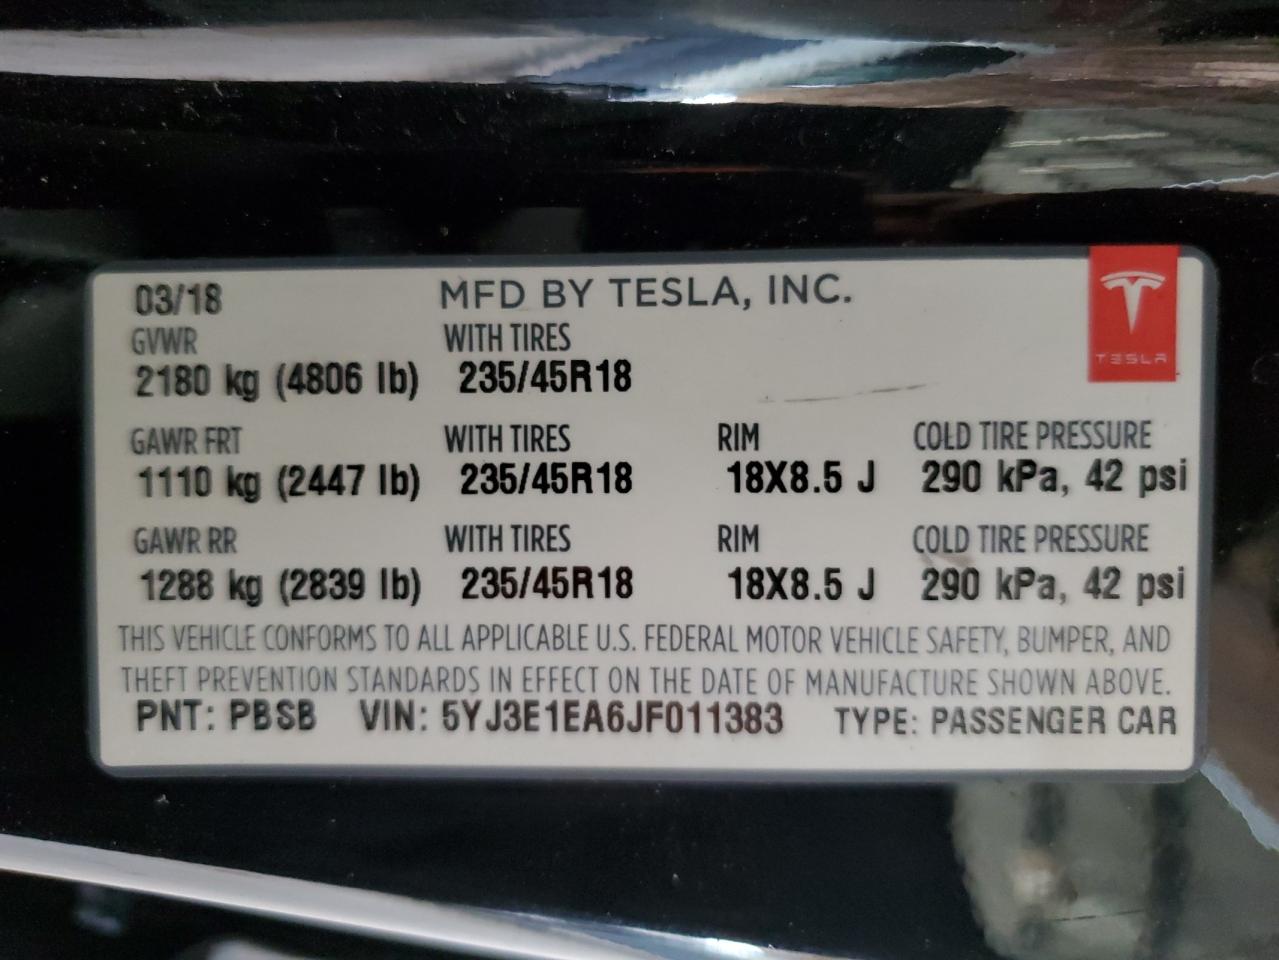 03/18 MFD BY TESLA, INC.
TESLA
GVWR WITH TIRES
2180 kg (4806 lb) 235/45R18
GAWR FRT WITH TIRES RIM COLD TIRE PRESSURE
1110 kg (2447 lb) 235/45R18 18X8.5 J 290 kPa, 42 psi
GAWR RR WITH TIRES RIM COLD TIRE PRESSURE
1288 kg (2839 lb) 235/45R18 18X8.5 J 290 kPa, 42 psi
THIS VEHICLE CONFORMS TO ALL APPLICABLE U.S. FEDERAL MOTOR VEHICLE SAFETY, BUMPER, AND
THEFT PREVENTION STANDARDS IN EFFECT ON THE DATE OF MANUFACTURE SHOWN ABOVE.
PNT: PBSB VIN: 5YJ3E1EA6JF011383 TYPE: PASSENGER CAR